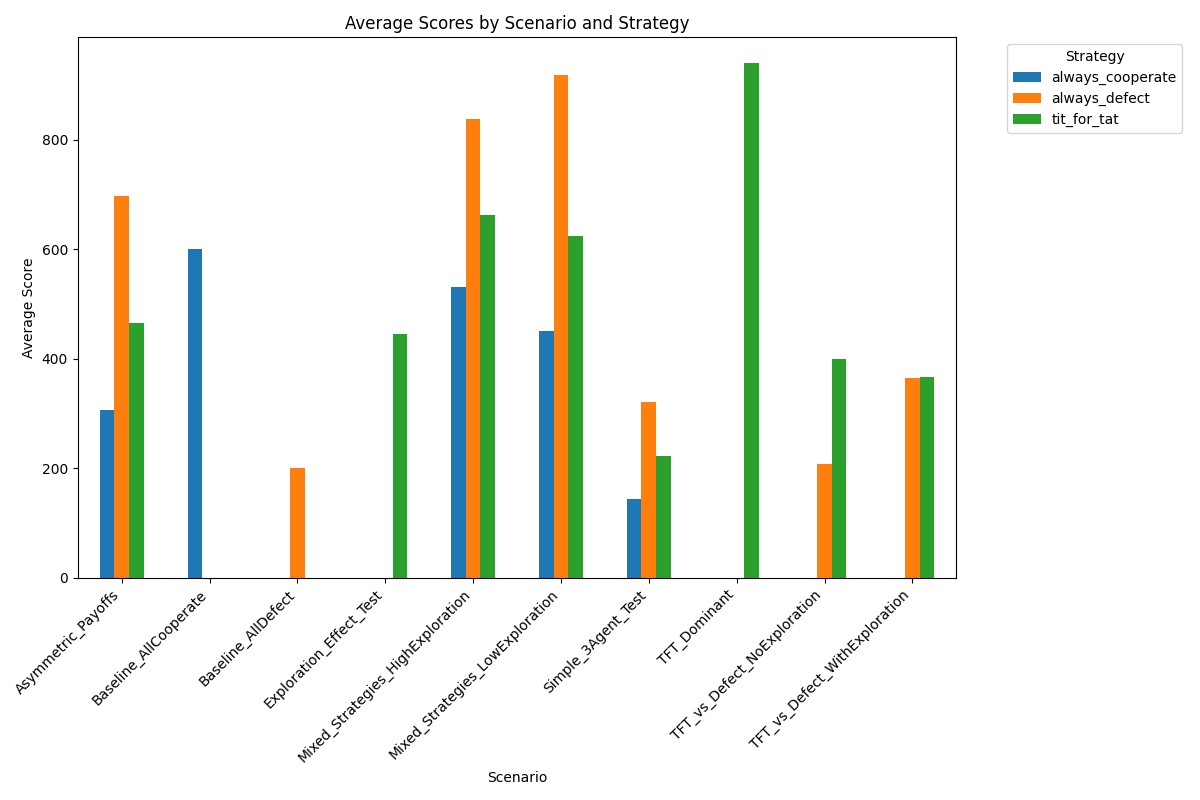 Average Scores by Scenario and Strategy
Strategy
always_cooperate
always_defect
tit_for_tat
Average Score
800
600
400
200
0
Asymmetric_Payoffs
Baseline_AllCooperate
Baseline_AllDefect
Exploration_Effect_Test
Mixed_Strategies_HighExploration
Mixed_Strategies_LowExploration
Simple_3Agent_Test
TFT_Dominant
TFT_vs_Defect_NoExploration
TFT_vs_Defect_WithExploration
Scenario